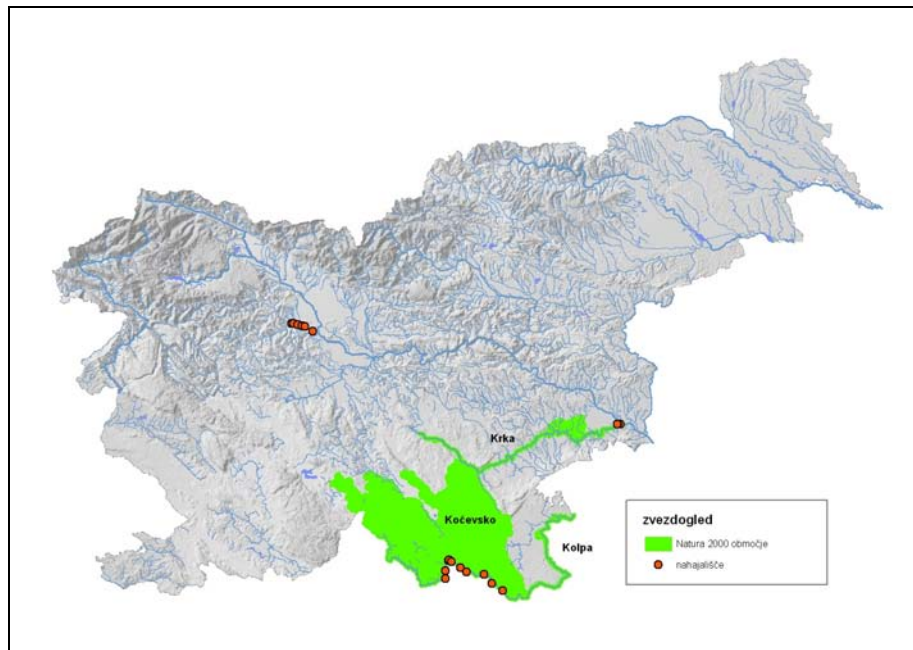 Krka
Kočevsko
Kolpa
zvezdogled
Natura 2000 območje
nahajališče